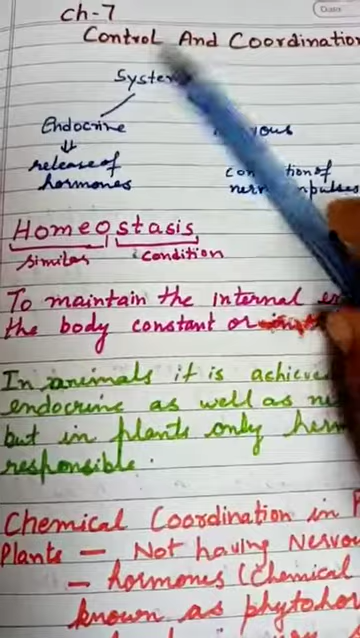 ch-7
Control And Coordination
System
Endocrine
release of
hormones
Homeostasis
similar condition
To maintain the internal
the body constant or
In animals it is
endocrine as well as
but in plants only
responsible.
Chemical Coordination in
Plants — Not having Nervous
— hormones (Chemical
known as